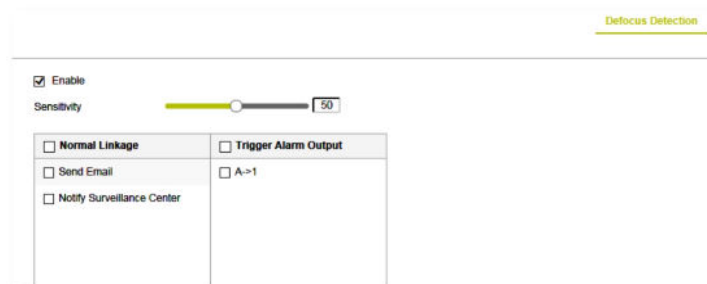 Defocus Detection
Enable
Sensitivity 50
Normal Linkage Trigger Alarm Output
Send Email A->1
Notify Surveillance Center